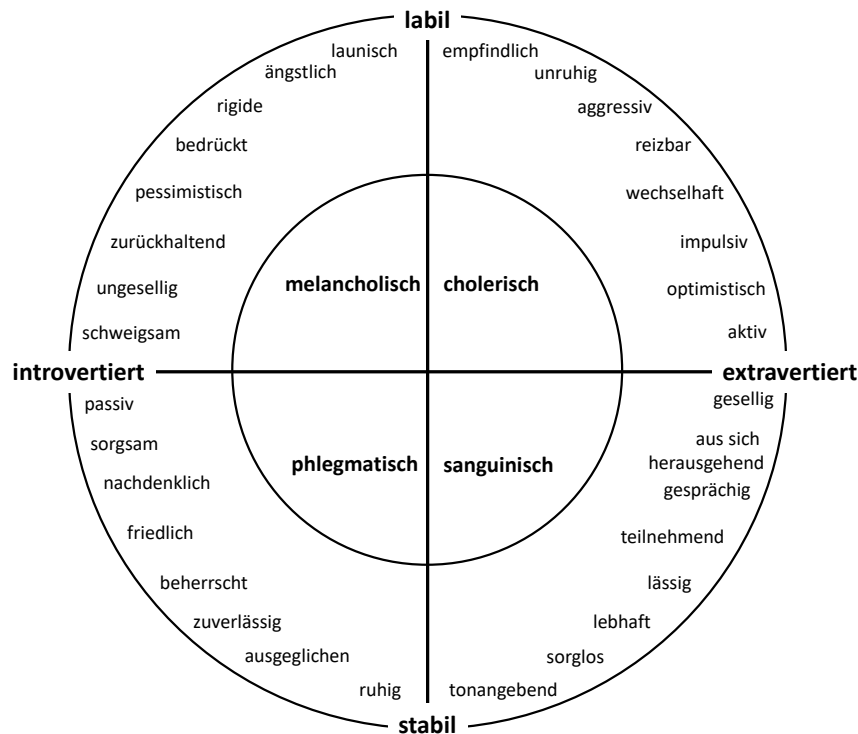 labil
launisch
empfindlich
ängstlich
unruhig
rigide
aggressiv
bedrückt
reizbar
pessimistisch
wechselhaft
zurückhaltend
impulsiv
melancholisch
cholerisch
ungesellig
optimistisch
schweigsam
aktiv
introvertiert
extravertiert
passiv
gesellig
sorgsam
aus sich
herausgehend
phlegmatisch
sanguinisch
nachdenklich
gesprächig
friedlich
teilnehmend
beherrscht
lässig
zuverlässig
lebhaft
ausgeglichen
sorglos
ruhig
tonangebend
stabil